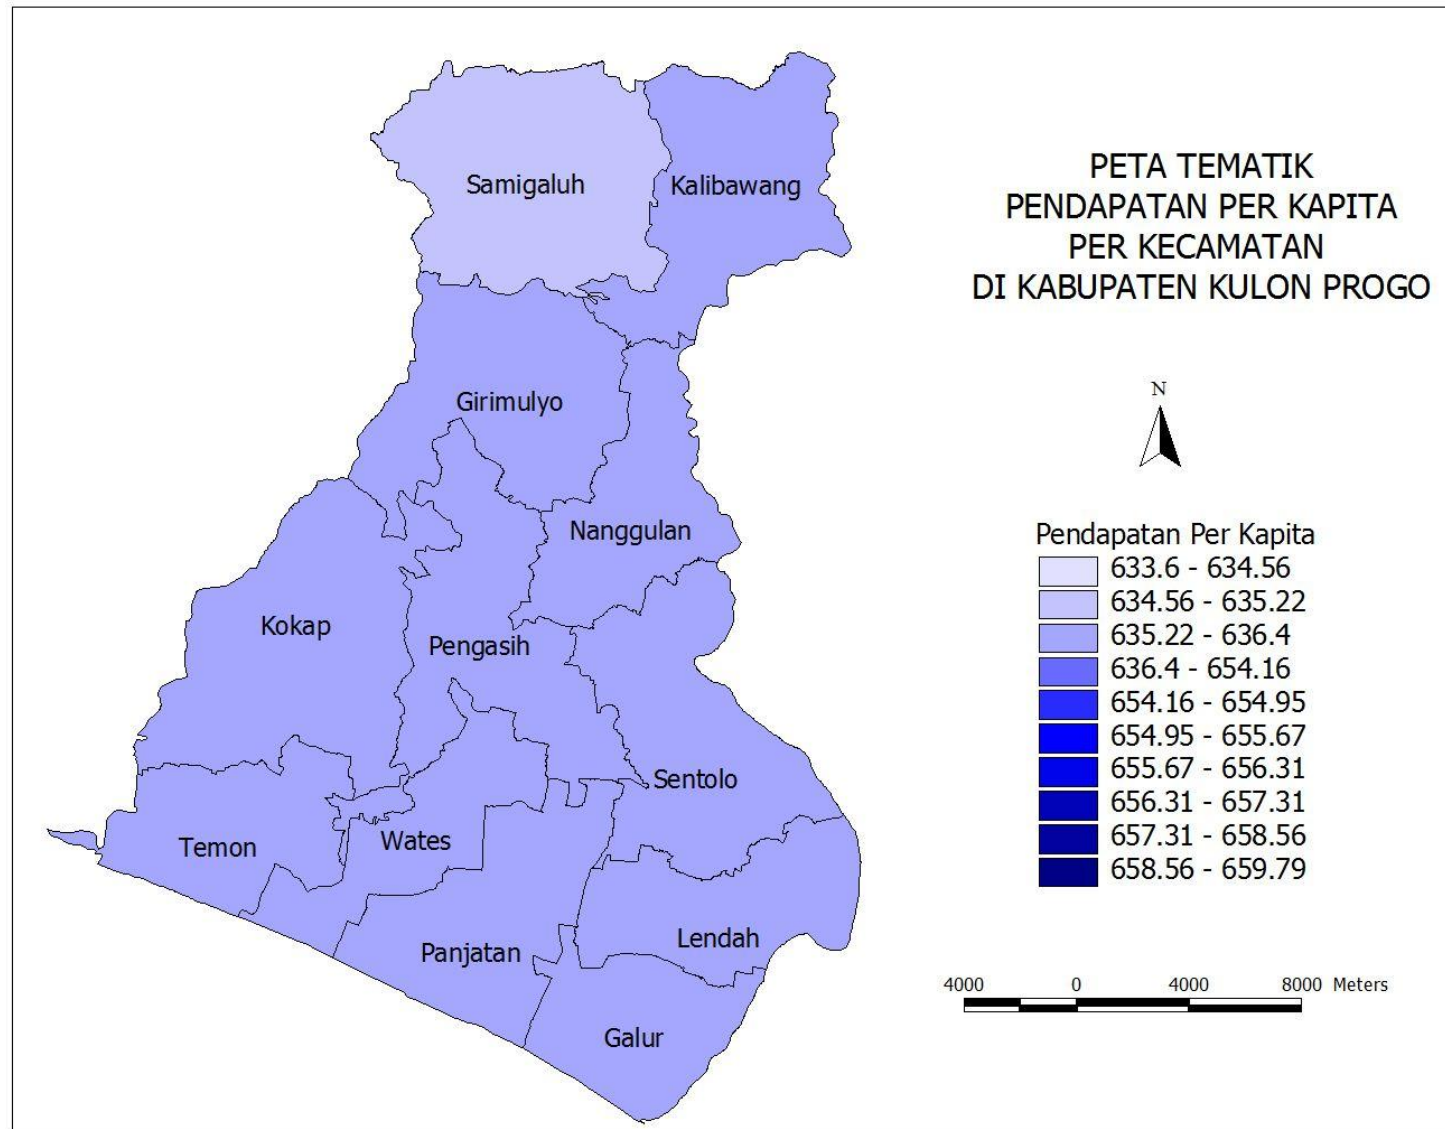 PETA TEMATIK
PENDAPATAN PER KAPITA
PER KECAMATAN
DI KABUPATEN KULON PROGO
Samigaluh
Kalibawang
Girimulyo
Nanggulan
Kokap
Pengasih
Sentolo
Temon
Wates
Lendah
Panjatan
Galur
N
Pendapatan Per Kapita
633.6 - 634.56
634.56 - 635.22
635.22 - 636.4
636.4 - 654.16
654.16 - 654.95
654.95 - 655.67
655.67 - 656.31
656.31 - 657.31
657.31 - 658.56
658.56 - 659.79
4000 0 4000 8000 Meters